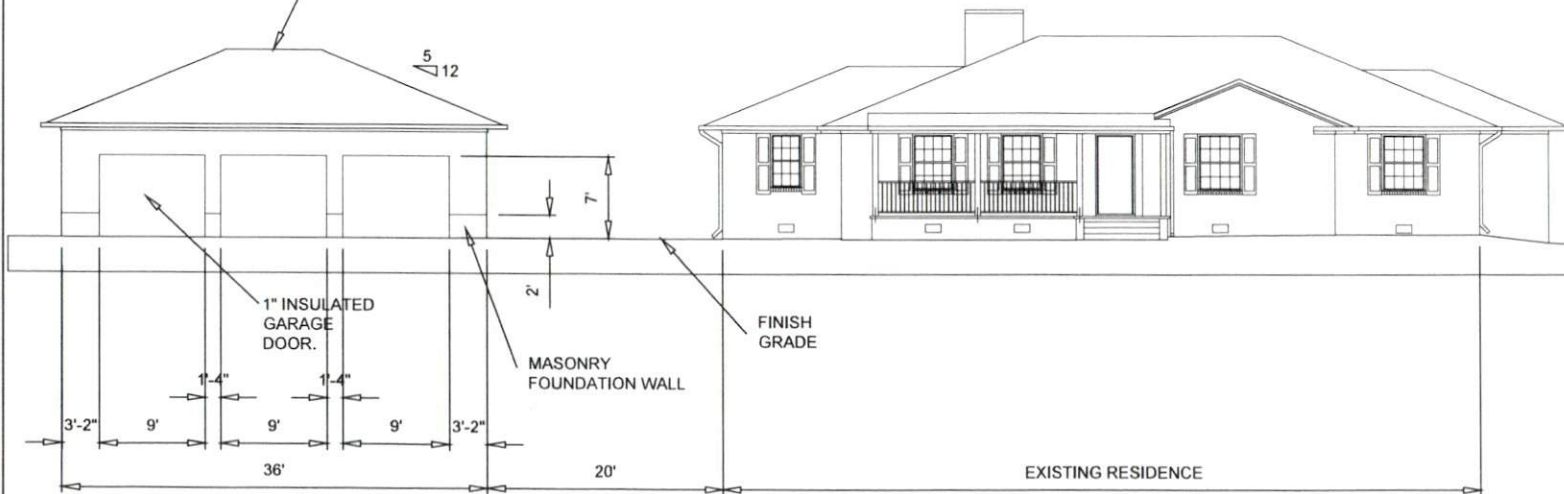 5
12
7'
2'
1" INSULATED
GARAGE
DOOR.
MASONRY
FOUNDATION WALL
FINISH
GRADE
1'-4"
1'-4"
3'-2"
9'
9'
9'
3'-2"
36'
20'
EXISTING RESIDENCE